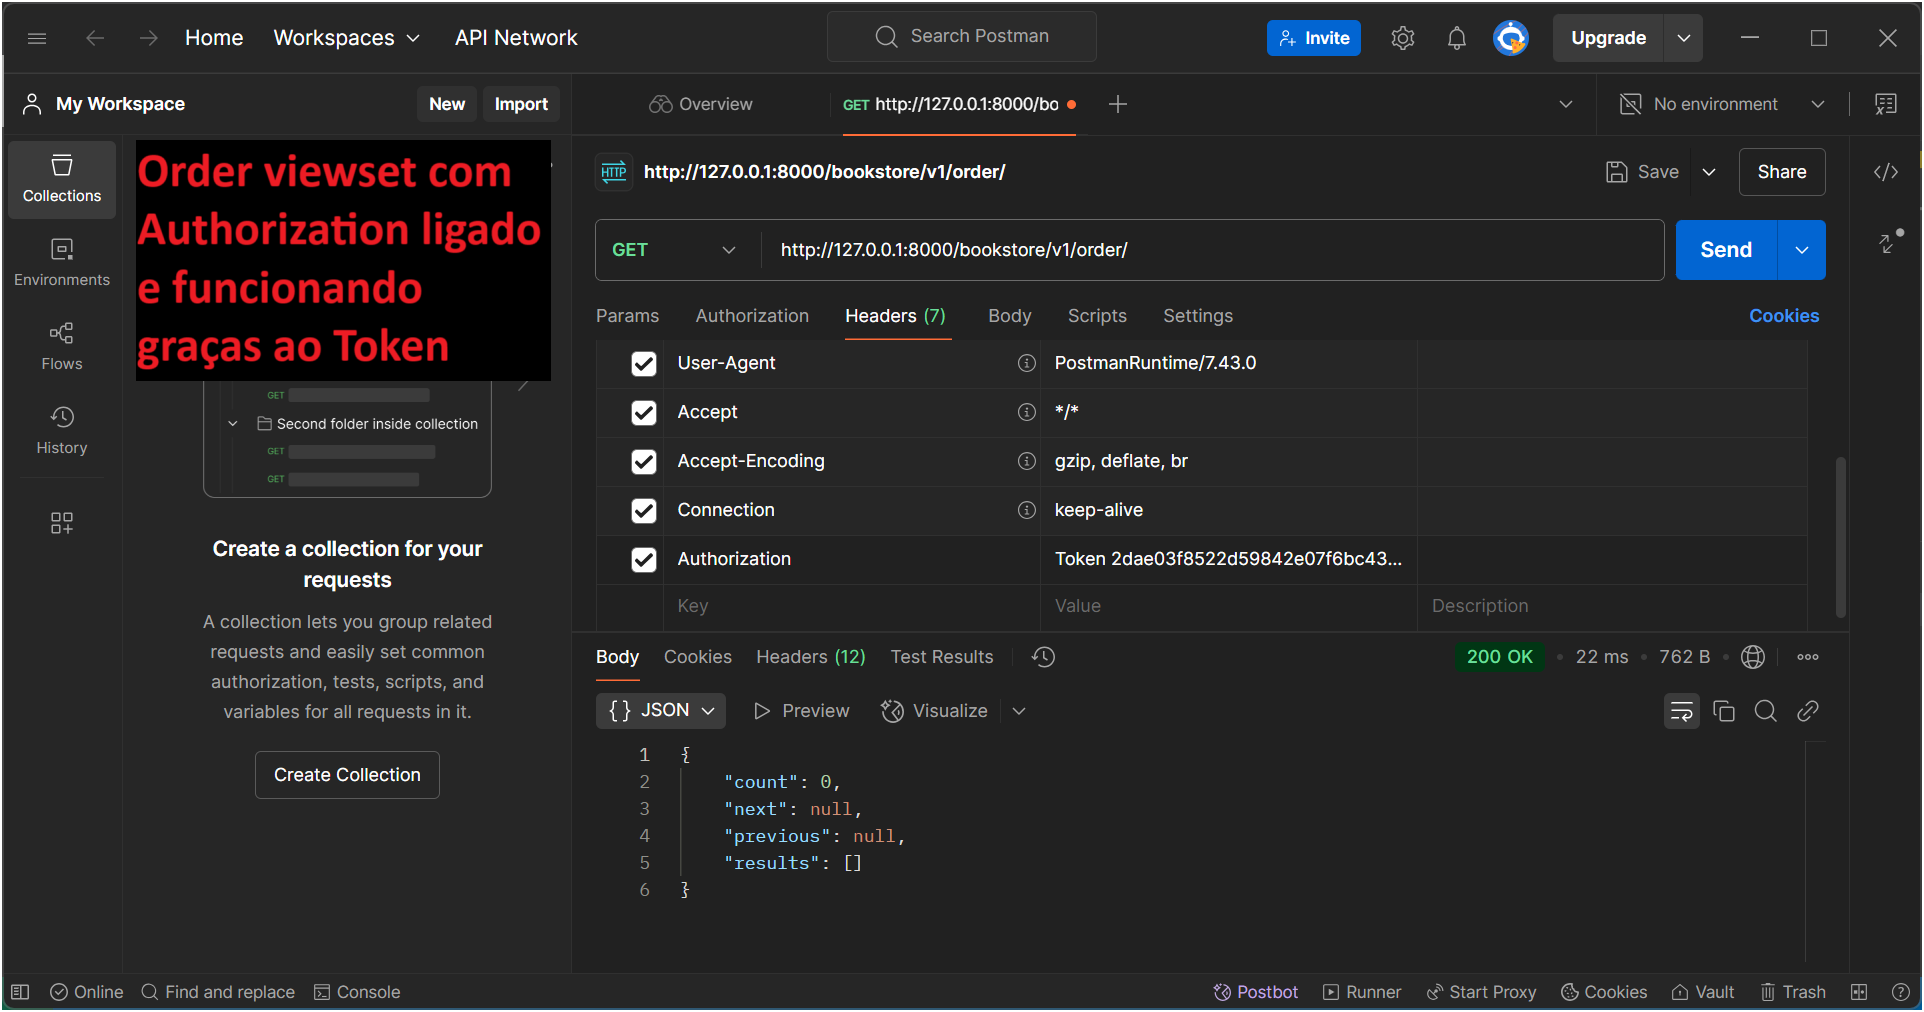 Home
Workspaces
API Network
Search Postman
Invite
Upgrade
My Workspace
New
Import
Overview
GET http://127.0.0.1:8000/bo
No environment
Collections
Environments
Flows
History
Order viewset com
Authorization ligado
e funcionando
graças ao Token
GET
Second folder inside collection
GET
GET
Create a collection for your
requests
A collection lets you group related
requests and easily set common
authorization, tests, scripts, and
variables for all requests in it.
Create Collection
HTTP http://127.0.0.1:8000/bookstore/v1/order/
Save
Share
GET http://127.0.0.1:8000/bookstore/v1/order/
Send
Params Authorization Headers (7) Body Scripts Settings Cookies
User-Agent PostmanRuntime/7.43.0
Accept */*
Accept-Encoding gzip, deflate, br
Connection keep-alive
Authorization Token 2dae03f8522d59842e07f6bc43...
Key Value Description
Body Cookies Headers (12) Test Results 200 OK • 22 ms • 762 B •
{} JSON Preview Visualize
1 {
2 "count": 0,
3 "next": null,
4 "previous": null,
5 "results": []
6 }
Online Find and replace Console Postbot Runner Start Proxy Cookies Vault Trash